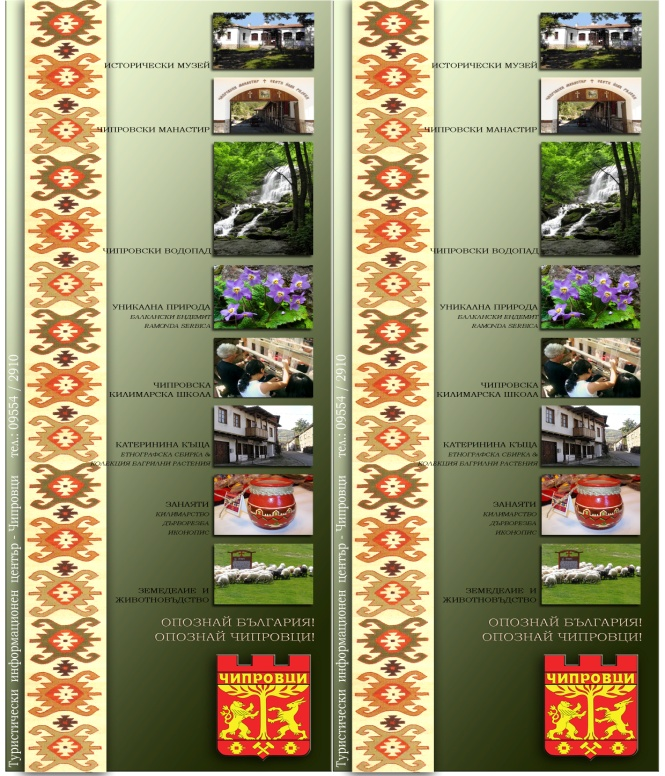 ИСТОРИЧЕСКИ МУЗЕЙ
ЧИПРОВСКИ МАНАСТИР
ЧИПРОВСКИ ВОДОПАД
УНИКАЛНА ПРИРОДА
БАЛКАНСКИ ЕНДЕМИТ
RAMONDA SERBICA
ЧИПРОВСКА
КИЛИМАРСКА ШКОЛА
КАТЕРИНИНА КЪЩА
ЕТНОГРАФСКА СБИРКА &
КОЛЕКЦИЯ БАГРИЛНИ РАСТЕНИЯ
ЗАНАЯТИ
КИЛИМАРСТВО
ДЪРВОРЕЗБА
ИКОНОПИС
ЗЕМЕДЕЛИЕ И
ЖИВОТНОВЪДСТВО
ОПОЗНАЙ БЪЛГАРИЯ!
ОПОЗНАЙ ЧИПРОВЦИ!
ЧИПРОВЦИ
Туристически информационен център - Чипровци тел.: 09554 / 2910
ИСТОРИЧЕСКИ МУЗЕЙ
ЧИПРОВСКИ МАНАСТИР
ЧИПРОВСКИ ВОДОПАД
УНИКАЛНА ПРИРОДА
БАЛКАНСКИ ЕНДЕМИТ
RAMONDA SERBICA
ЧИПРОВСКА
КИЛИМАРСКА ШКОЛА
КАТЕРИНИНА КЪЩА
ЕТНОГРАФСКА СБИРКА &
КОЛЕКЦИЯ БАГРИЛНИ РАСТЕНИЯ
ЗАНАЯТИ
КИЛИМАРСТВО
ДЪРВОРЕЗБА
ИКОНОПИС
ЗЕМЕДЕЛИЕ И
ЖИВОТНОВЪДСТВО
ОПОЗНАЙ БЪЛГАРИЯ!
ОПОЗНАЙ ЧИПРОВЦИ!
ЧИПРОВЦИ
Туристически информационен център - Чипровци тел.: 09554 / 2910